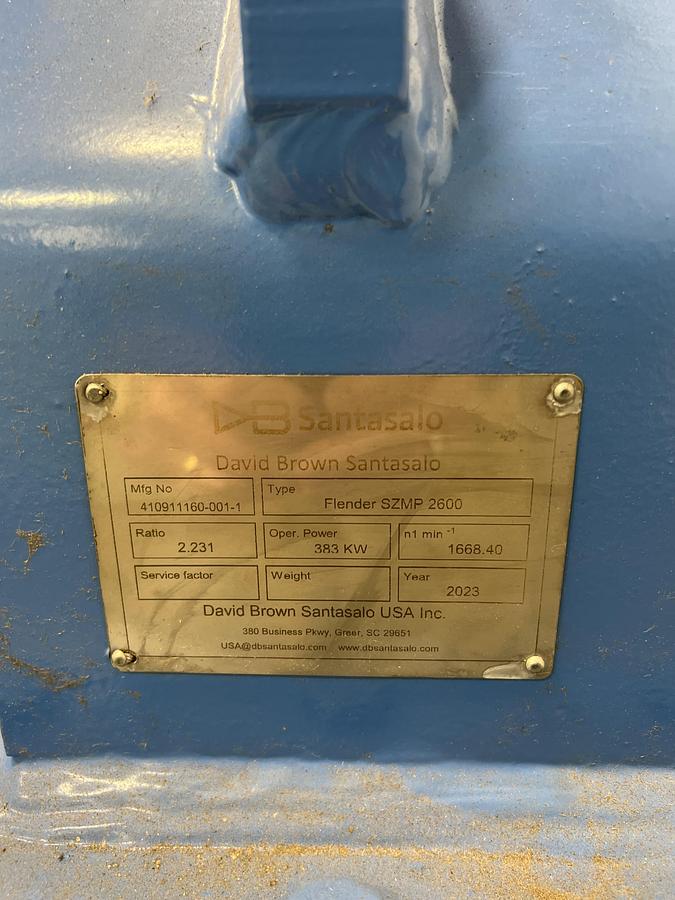 DB Santasalo
David Brown Santasalo
Mfg No
410911160-001-1
Type
Flender SZMP 2600
Ratio
2.231
Oper. Power
383 KW
n1 min -1
1668.40
Service factor
Weight
Year
2023
David Brown Santasalo USA Inc.
380 Business Pkwy, Greer, SC 29651
USA@dbsantasalo.com www.dbsantasalo.com